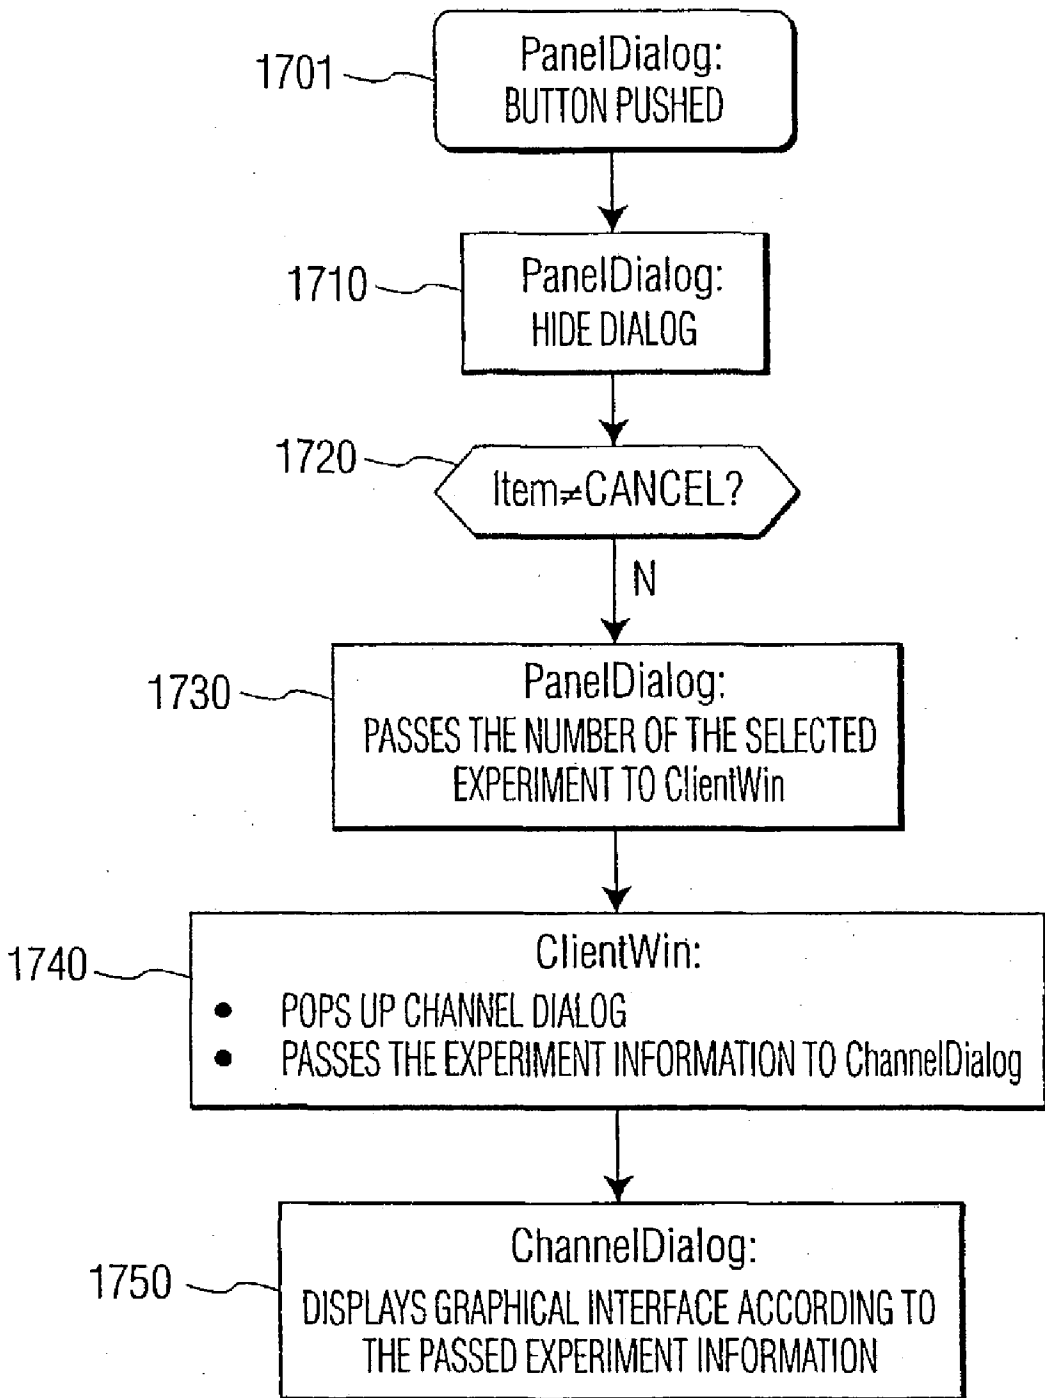 1701
PanelDialog:
BUTTON PUSHED
1710
PanelDialog:
HIDE DIALOG
1720
Item≠CANCEL?
N
1730
PanelDialog:
PASSES THE NUMBER OF THE SELECTED
EXPERIMENT TO ClientWin
1740
ClientWin:
• POPS UP CHANNEL DIALOG
• PASSES THE EXPERIMENT INFORMATION TO ChannelDialog
1750
ChannelDialog:
DISPLAYS GRAPHICAL INTERFACE ACCORDING TO
THE PASSED EXPERIMENT INFORMATION